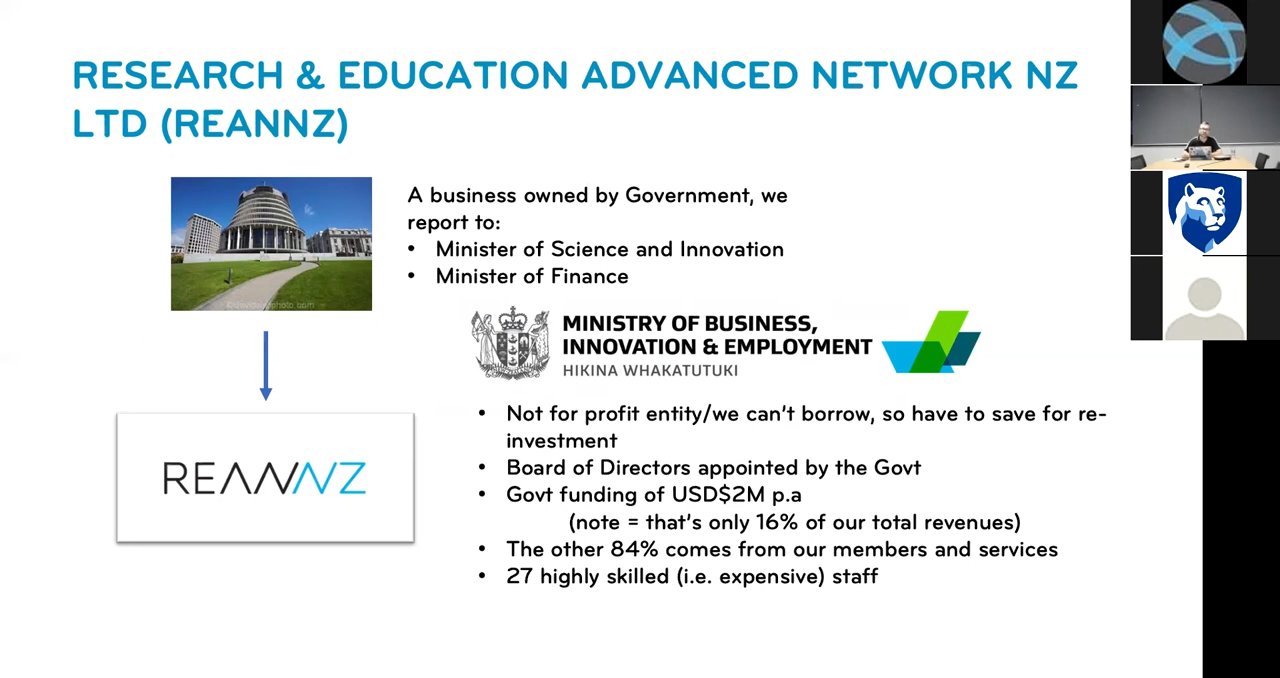 RESEARCH & EDUCATION ADVANCED NETWORK NZ
LTD (REANNZ)
A business owned by Government, we
report to:
• Minister of Science and Innovation
• Minister of Finance
MINISTRY OF BUSINESS,
INNOVATION & EMPLOYMENT
HIKINA WHAKATUTUKI
• Not for profit entity/we can't borrow, so have to save for re-
investment
• Board of Directors appointed by the Govt
• Govt funding of USD$2M p.a
(note = that's only 16% of our total revenues)
• The other 84% comes from our members and services
• 27 highly skilled (i.e. expensive) staff
REANNZ